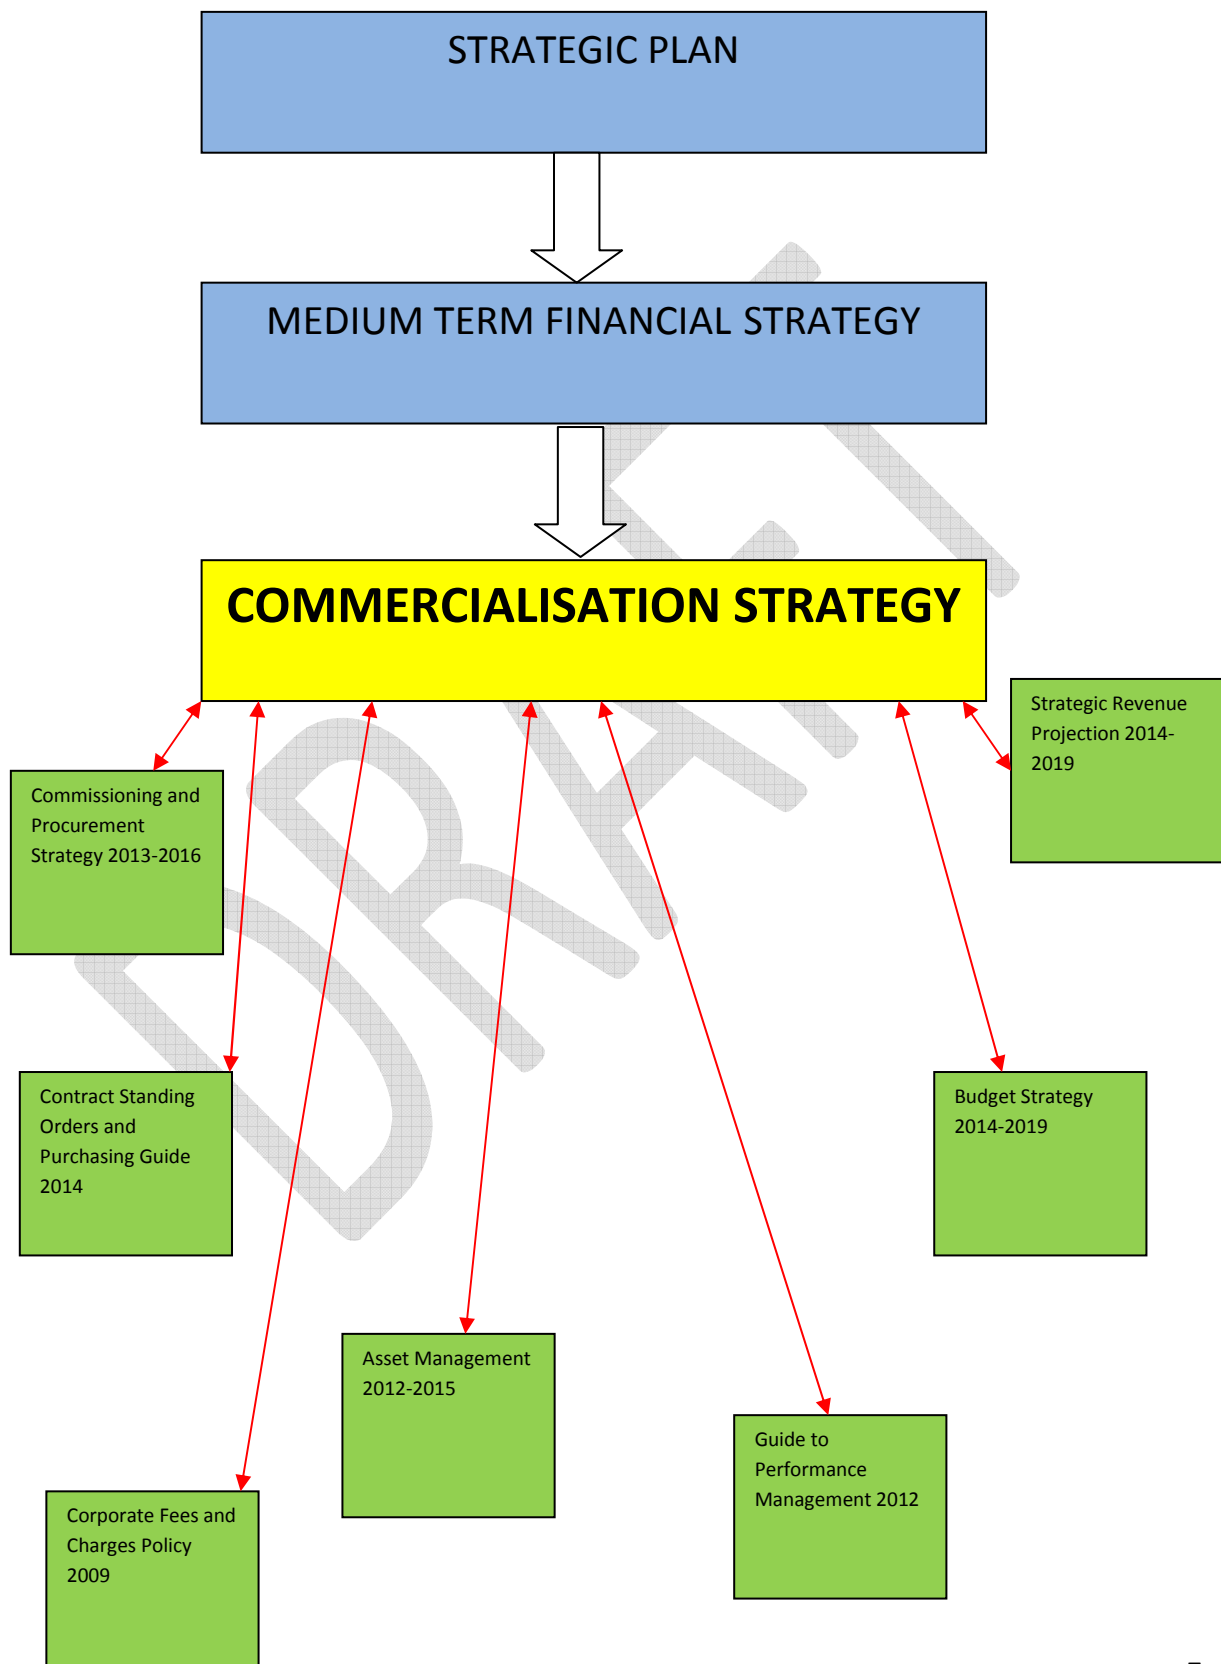 STRATEGIC PLAN
MEDIUM TERM FINANCIAL STRATEGY
COMMERCIALISATION STRATEGY
Strategic Revenue
Projection 2014-
2019
Commissioning and
Procurement
Strategy 2013-2016
Contract Standing
Orders and
Purchasing Guide
2014
Budget Strategy
2014-2019
Asset Management
2012-2015
Guide to
Performance
Management 2012
Corporate Fees and
Charges Policy
2009
DRAFT